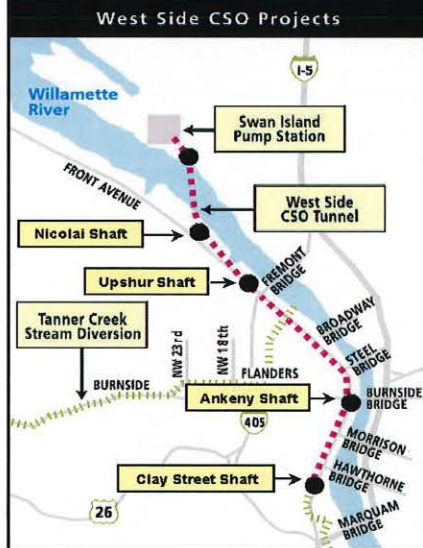 West Side CSO Projects
I-5
Willamette
River
Swan Island
Pump Station
FRONT AVENUE
West Side
CSO Tunnel
Nicolai Shaft
Upshur Shaft
FREMONT
BRIDGE
Tanner Creek
Stream Diversion
BROADWAY
BRIDGE
NW 23rd
NW 18th
STEEL
BRIDGE
BURNSIDE
FLANDERS
Ankeny Shaft
BURNSIDE
BRIDGE
405
MORRISON
BRIDGE
HAWTHORNE
BRIDGE
Clay Street Shaft
26
MARQUAM
BRIDGE